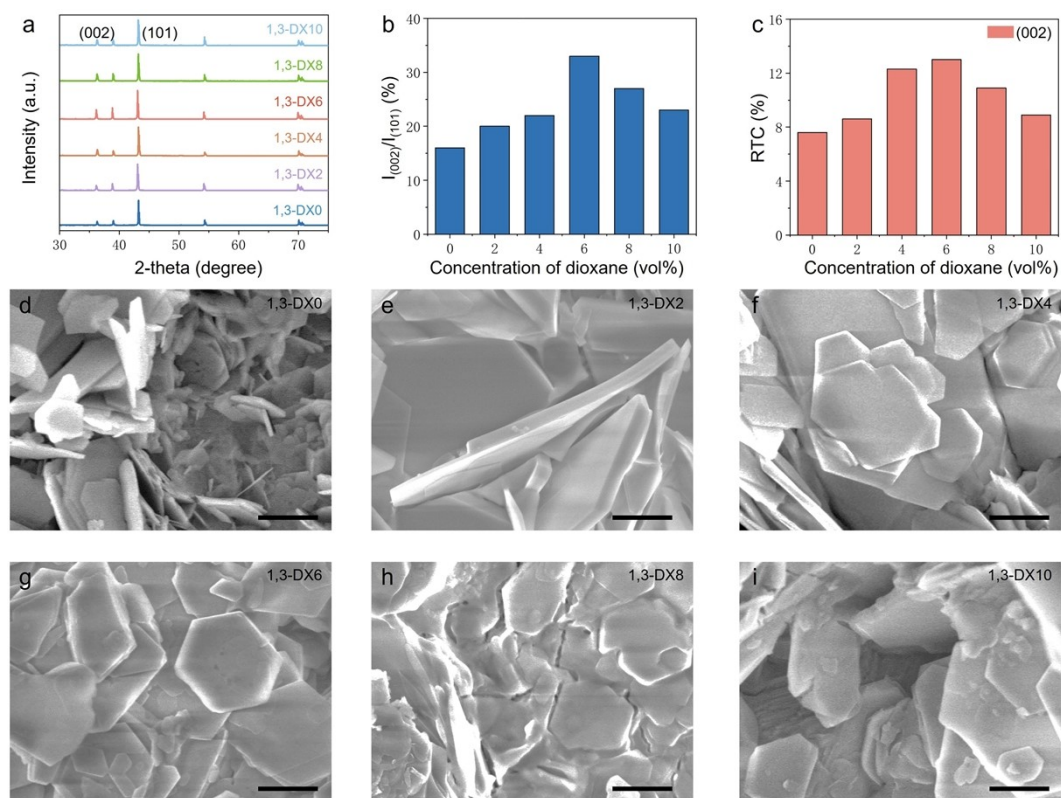 a
(002)
(101)
1,3-DX10
1,3-DX8
1,3-DX6
1,3-DX4
1,3-DX2
1,3-DX0
Intensity (a.u.)
30 40 50 60 70
2-theta (degree)
b
I(002)/I(101) (%)
40
30
20
10
0
0 2 4 6 8 10
Concentration of dioxane (vol%)
c
(002)
RTC (%)
16
12
8
4
0
0 2 4 6 8 10
Concentration of dioxane (vol%)
d 1,3-DX0
e 1,3-DX2
f 1,3-DX4
g 1,3-DX6
h 1,3-DX8
i 1,3-DX10